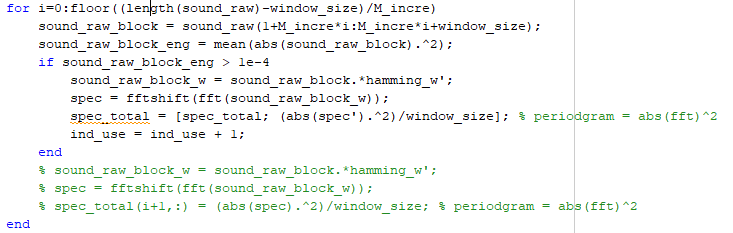 for i=0:floor((length(sound_raw)-window_size)/M_incre)
    sound_raw_block = sound_raw(1+M_incre*i:M_incre*i+window_size);
    sound_raw_block_eng = mean(abs(sound_raw_block).^2);
    if sound_raw_block_eng > 1e-4
        sound_raw_block_w = sound_raw_block.*hamming_w';
        spec = fftshift(fft(sound_raw_block_w));
        spec_total = [spec_total; (abs(spec').^2)/window_size]; % periodgram = abs(fft)^2
        ind_use = ind_use + 1;
    end
    % sound_raw_block_w = sound_raw_block.*hamming_w';
    % spec = fftshift(fft(sound_raw_block_w));
    % spec_total(i+1,:) = (abs(spec).^2)/window_size; % periodgram = abs(fft)^2
end